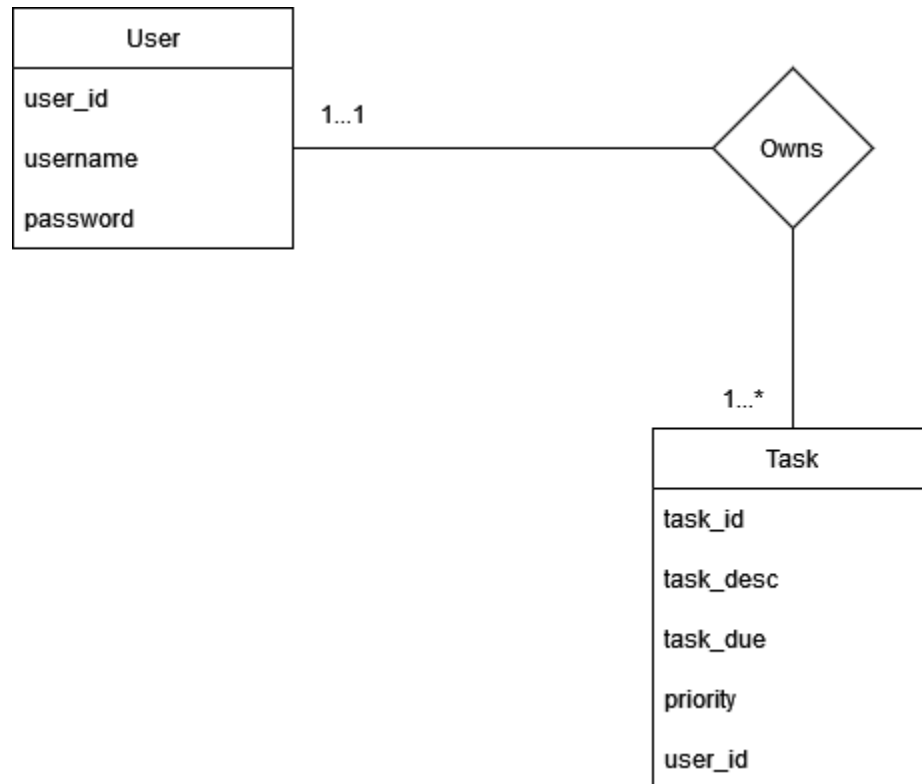 User
user_id
username
password
1...1
Owns
1...*
Task
task_id
task_desc
task_due
priority
user_id